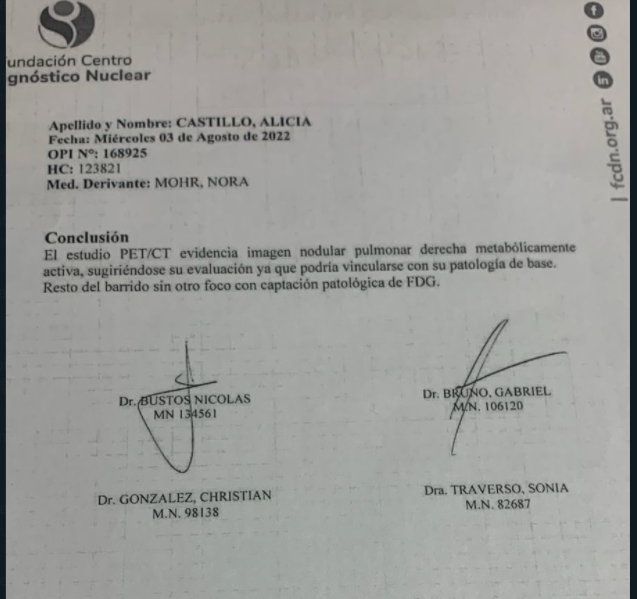 undación Centro
gnóstico Nuclear
| fcdn.org.ar
Apellido y Nombre: CASTILLO, ALICIA
Fecha: Miércoles 03 de Agosto de 2022
OPI Nº: 168925
HC: 123821
Med. Derivante: MOHR, NORA
Conclusión
El estudio PET/CT evidencia imagen nodular pulmonar derecha metabólicamente
activa, sugiriéndose su evaluación ya que podría vincularse con su patología de base.
Resto del barrido sin otro foco con captación patológica de FDG.
Dr. BUSTOS NICOLAS
MN 134561
Dr. BRUNO, GABRIEL
M.N. 106120
Dr. GONZALEZ, CHRISTIAN
M.N. 98138
Dra. TRAVERSO, SONIA
M.N. 82687